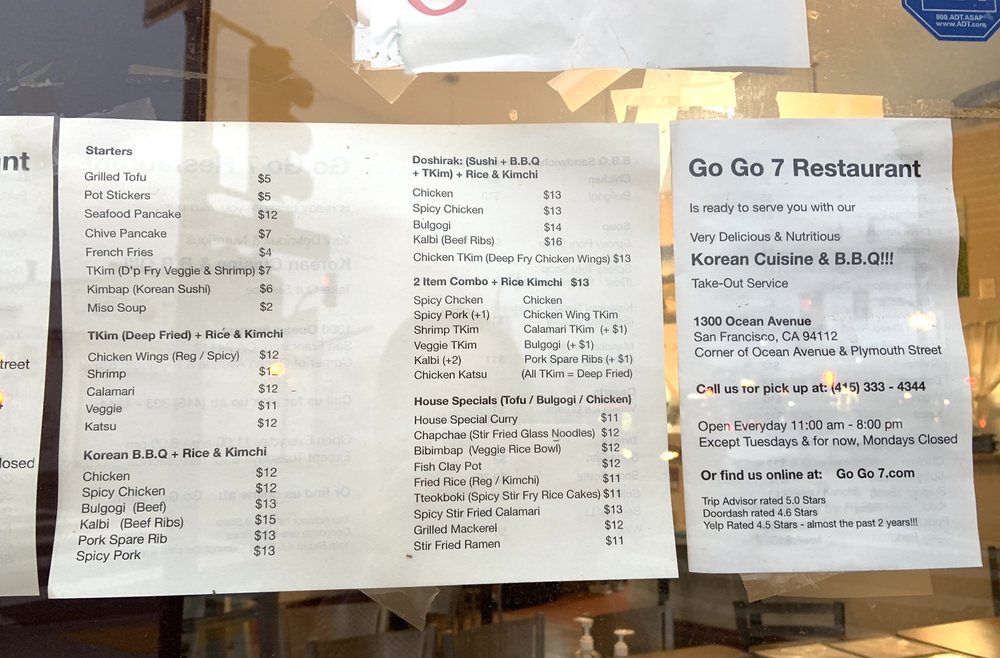 800.ADT.ASAP
www.ADT.com
nt
treet
losed
Starters
Grilled Tofu $5
Pot Stickers $5
Seafood Pancake $12
Chive Pancake $7
French Fries $4
TKim (D'p Fry Veggie & Shrimp) $7
Kimbap (Korean Sushi) $6
Miso Soup $2
TKim (Deep Fried) + Rice & Kimchi
Chicken Wings (Reg / Spicy) $12
Shrimp
Calamari $12
Veggie $11
Katsu $12
Korean B.B.Q + Rice & Kimchi
Chicken $12
Spicy Chicken $12
Bulgogi (Beef) $13
Kalbi (Beef Ribs) $15
Pork Spare Rib $13
Spicy Pork $13
Doshirak: (Sushi + B.B.Q
+ TKim) + Rice & Kimchi
Chicken $13
Spicy Chicken $13
Bulgogi $14
Kalbi (Beef Ribs) $16
Chicken TKim (Deep Fry Chicken Wings) $13
2 Item Combo + Rice Kimchi $13
Spicy Chcken Chicken
Spicy Pork (+1) Chicken Wing TKim
Shrimp TKim Calamari TKim (+ $1)
Veggie TKim Bulgogi (+ $1)
Kalbi (+2) Pork Spare Ribs (+ $1)
Chicken Katsu (All TKim = Deep Fried)
House Specials (Tofu / Bulgogi / Chicken)
House Special Curry $11
Chapchae (Stir Fried Glass Noodles) $12
Bibimbap (Veggie Rice Bowl) $12
Fish Clay Pot $12
Fried Rice (Reg / Kimchi) $11
Tteokboki (Spicy Stir Fry Rice Cakes) $11
Spicy Stir Fried Calamari $13
Grilled Mackerel $12
Stir Fried Ramen $11
Go Go 7 Restaurant
Is ready to serve you with our
Very Delicious & Nutritious
Korean Cuisine & B.B.Q!!!
Take-Out Service
1300 Ocean Avenue
San Francisco, CA 94112
Corner of Ocean Avenue & Plymouth Street
Call us for pick up at: (415) 333 - 4344
Open Everyday 11:00 am - 8:00 pm
Except Tuesdays & for now, Mondays Closed
Or find us online at: Go Go 7.com
Trip Advisor rated 5.0 Stars
Doordash rated 4.6 Stars
Yelp Rated 4.5 Stars - almost the past 2 years!!!